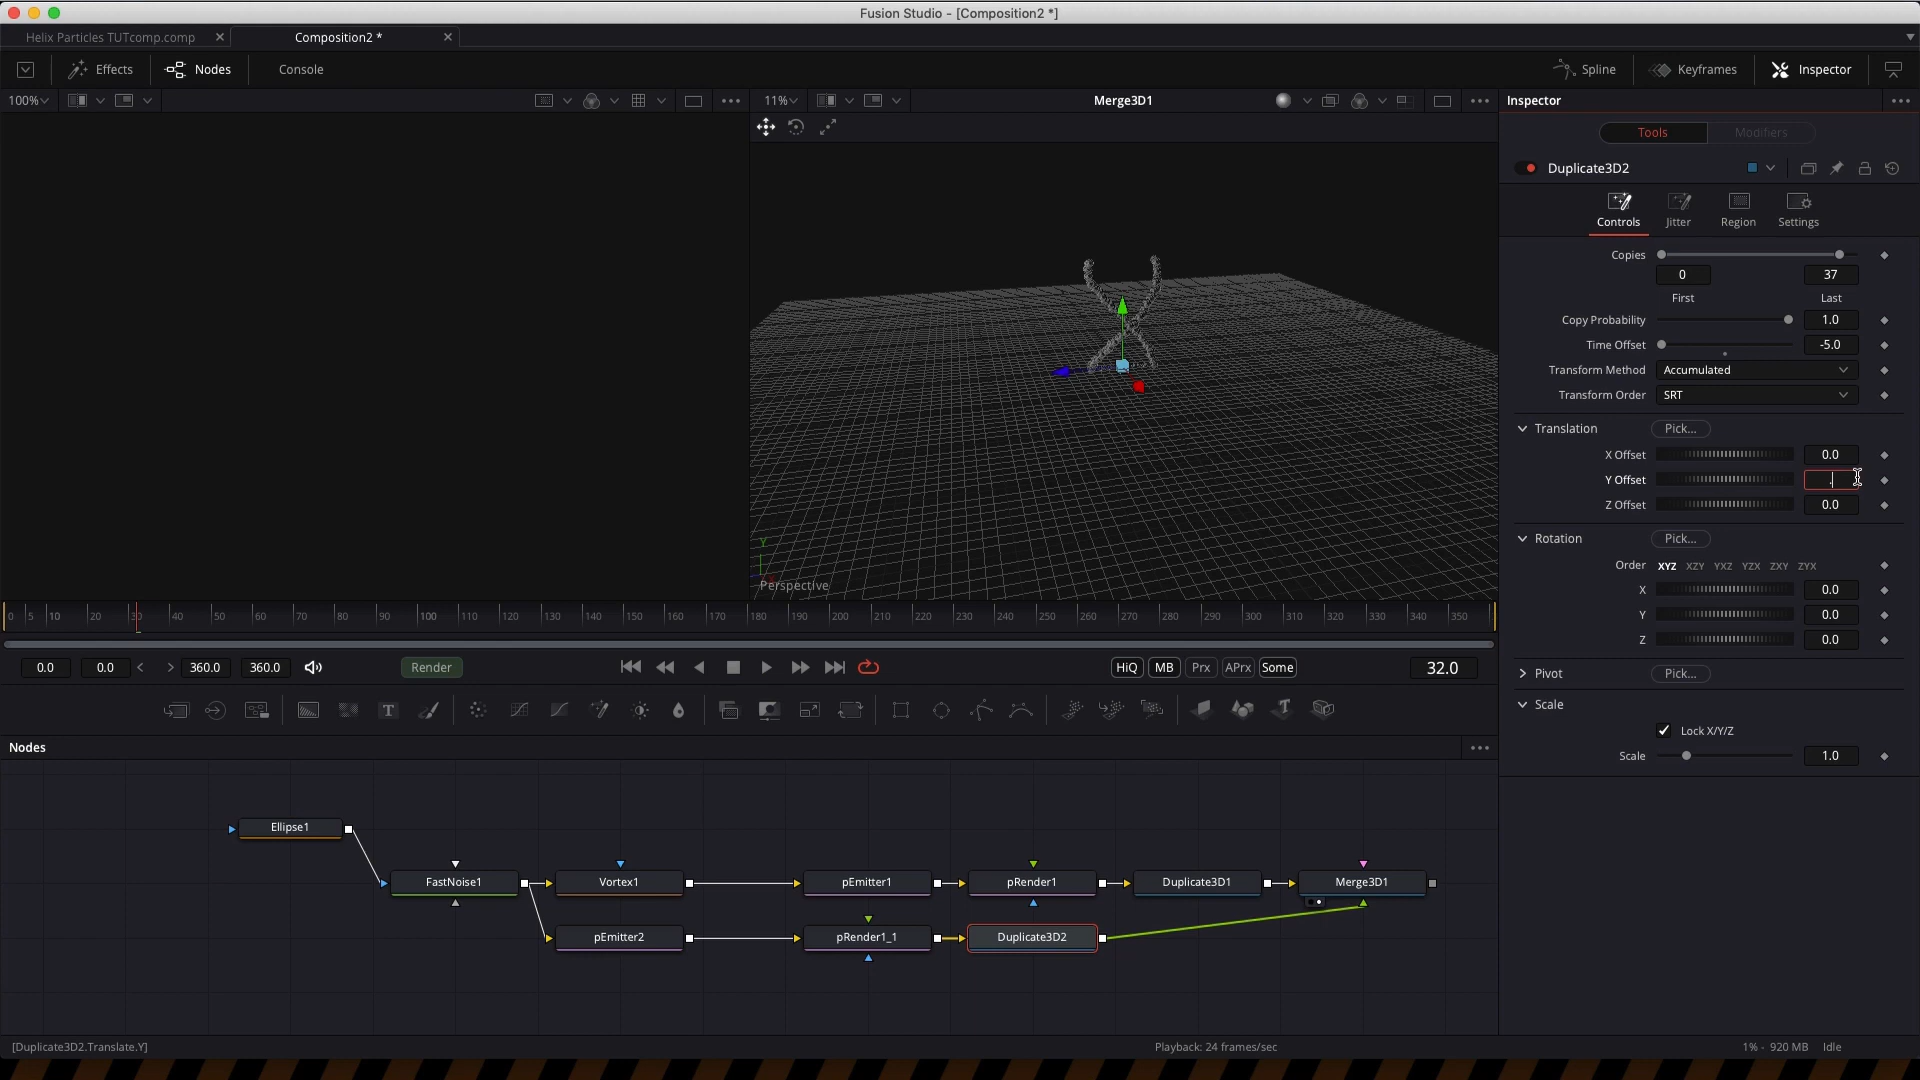 Fusion Studio - [Composition2 *]
Helix Particles TUTcomp.comp
Composition2 *
Effects
Nodes
Console
Spline
Keyframes
Inspector
100%
11%
Merge3D1
Inspector
Tools
Modifiers
Duplicate3D2
Controls
Jitter
Region
Settings
Copies
0
37
First
Last
Copy Probability
1.0
Time Offset
-5.0
Transform Method
Accumulated
Transform Order
SRT
Translation
Pick...
X Offset
0.0
Y Offset
.
Z Offset
0.0
Rotation
Pick...
Order
XYZ XZY YXZ YZX ZXY ZYX
X
0.0
Y
0.0
Z
0.0
Pivot
Pick...
Scale
Lock X/Y/Z
Scale
1.0
Y
Perspective
0 5 10 20 30 40 50 60 70 80 90 100 110 120 130 140 150 160 170 180 190 200 210 220 230 240 250 260 270 280 290 300 310 320 330 340 350
0.0
0.0
360.0
360.0
Render
HiQ
MB
Prx
APrx
Some
32.0
Nodes
Ellipse1
FastNoise1
Vortex1
pEmitter1
pRender1
Duplicate3D1
Merge3D1
pEmitter2
pRender1_1
Duplicate3D2
[Duplicate3D2.Translate.Y]
Playback: 24 frames/sec
1% - 920 MB
Idle